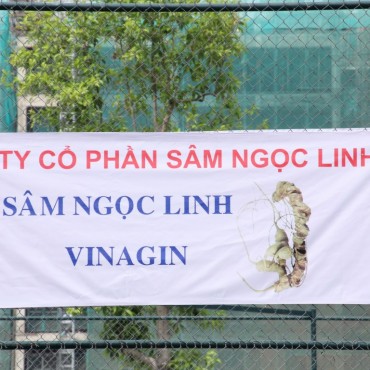 TY CỔ PHẦN SÂM NGỌC LINH
SÂM NGỌC LINH
VINAGIN